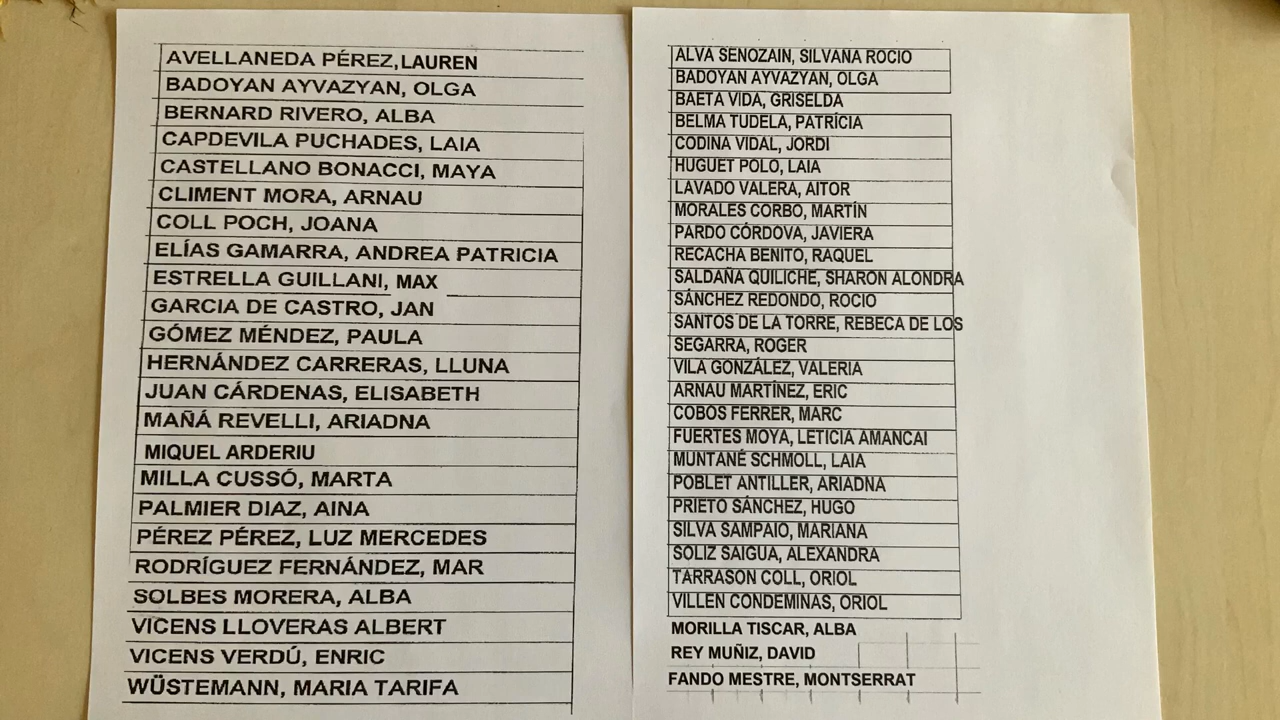 AVELLANEDA PÉREZ, LAUREN
BADOYAN AYVAZYAN, OLGA
BERNARD RIVERO, ALBA
CAPDEVILA PUCHADES, LAIA
CASTELLANO BONACCI, MAYA
CLIMENT MORA, ARNAU
COLL POCH, JOANA
ELÍAS GAMARRA, ANDREA PATRICIA
ESTRELLA GUILLANI, MAX
GARCIA DE CASTRO, JAN
GÓMEZ MÉNDEZ, PAULA
HERNÁNDEZ CARRERAS, LLUNA
JUAN CÁRDENAS, ELISABETH
MAÑÁ REVELLI, ARIADNA
MIQUEL ARDERIU
MILLA CUSSÓ, MARTA
PALMIER DIAZ, AINA
PÉREZ PÉREZ, LUZ MERCEDES
RODRÍGUEZ FERNÁNDEZ, MAR
SOLBES MORERA, ALBA
VICENS LLOVERAS ALBERT
VICENS VERDÚ, ENRIC
WÜSTEMANN, MARIA TARIFA
ALVA SENOZAIN, SILVANA ROCIO
BADOYAN AYVAZYAN, OLGA
BAETA VIDA, GRISELDA
BELMA TUDELA, PATRÍCIA
CODINA VIDAL, JORDI
HUGUET POLO, LAIA
LAVADO VALERA, AITOR
MORALES CORBO, MARTÍN
PARDO CÓRDOVA, JAVIERA
RECACHA BENITO, RAQUEL
SALDAÑA QUILICHE, SHARON ALONDRA
SÁNCHEZ REDONDO, ROCIO
SANTOS DE LA TORRE, REBECA DE LOS
SEGARRA, ROGER
VILA GONZÁLEZ, VALERIA
ARNAU MARTÍNEZ, ERIC
COBOS FERRER, MARC
FUERTES MOYA, LETICIA AMANCAI
MUNTANÉ SCHMOLL, LAIA
POBLET ANTILLER, ARIADNA
PRIETO SÁNCHEZ, HUGO
SILVA SAMPAIO, MARIANA
SOLIZ SAIGUA, ALEXANDRA
TARRASON COLL, ORIOL
VILLEN CONDEMINAS, ORIOL
MORILLA TISCAR, ALBA
REY MUÑIZ, DAVID
FANDO MESTRE, MONTSERRAT